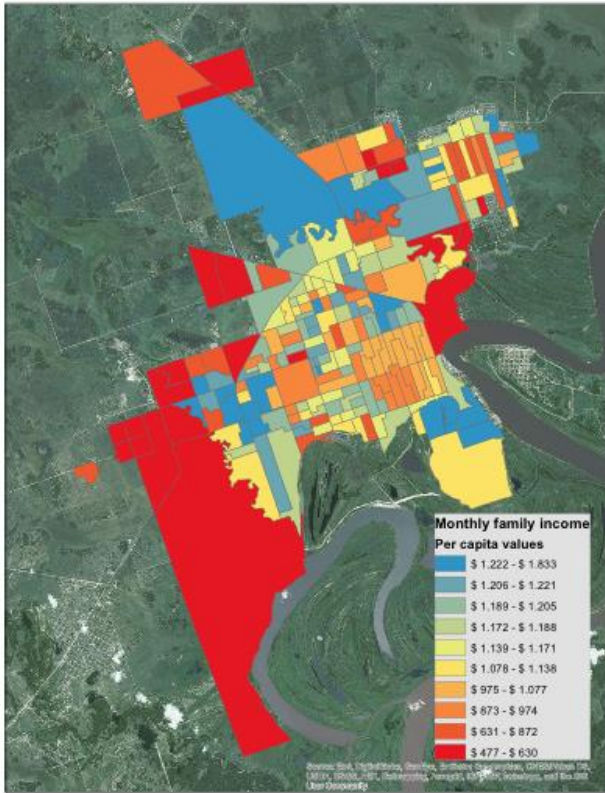 Monthly family income
Per capita values
$ 1.222 - $ 1.833
$ 1.206 - $ 1.221
$ 1.189 - $ 1.205
$ 1.172 - $ 1.188
$ 1.139 - $ 1.171
$ 1.078 - $ 1.138
$ 975 - $ 1.077
$ 873 - $ 974
$ 631 - $ 872
$ 477 - $ 630
User Community